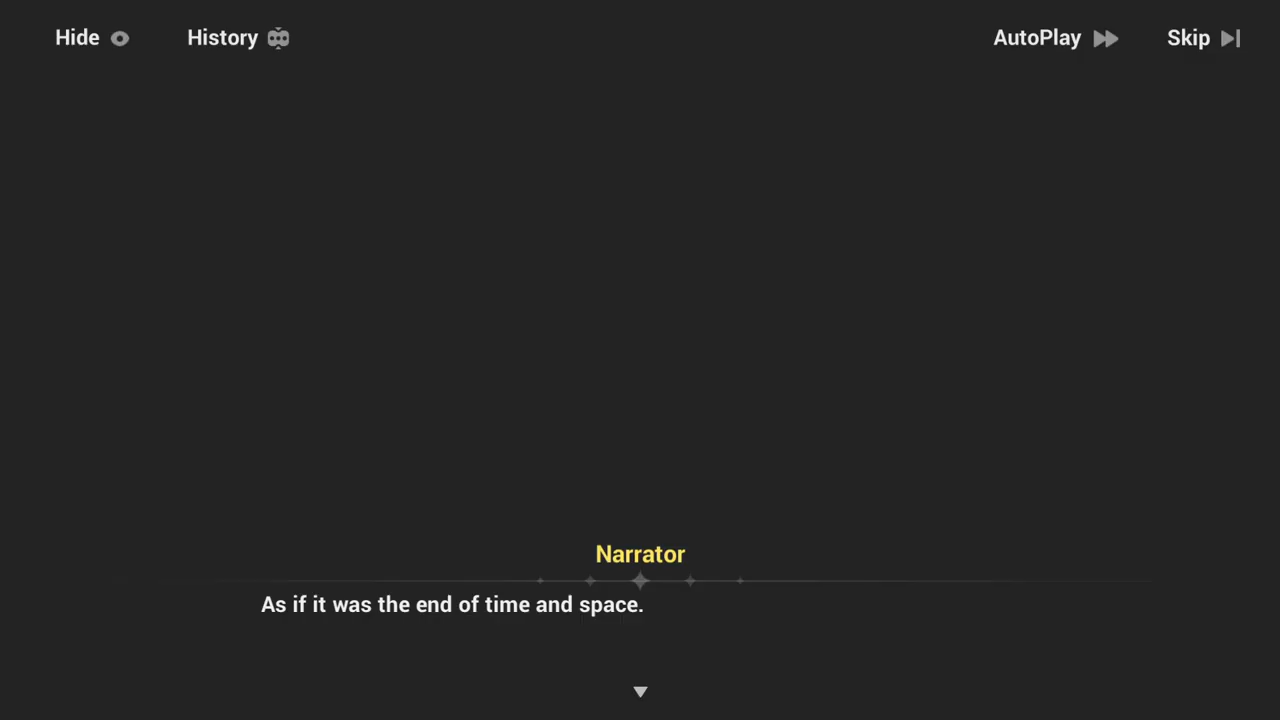 Hide
History
AutoPlay
Skip
Narrator
As if it was the end of time and space.